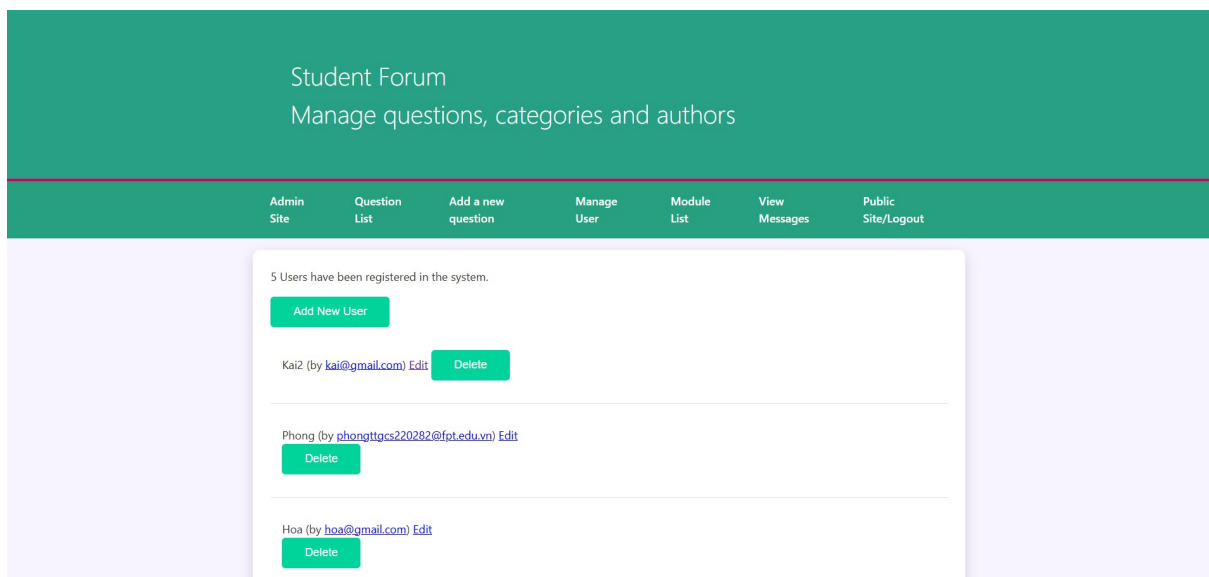 Student Forum
Manage questions, categories and authors
Admin Site
Question List
Add a new question
Manage User
Module List
View Messages
Public Site/Logout
5 Users have been registered in the system.
Add New User
Kai2 (by kai@gmail.com) Edit Delete
Phong (by phongttgcs220282@fpt.edu.vn) Edit
Delete
Hoa (by hoa@gmail.com) Edit
Delete